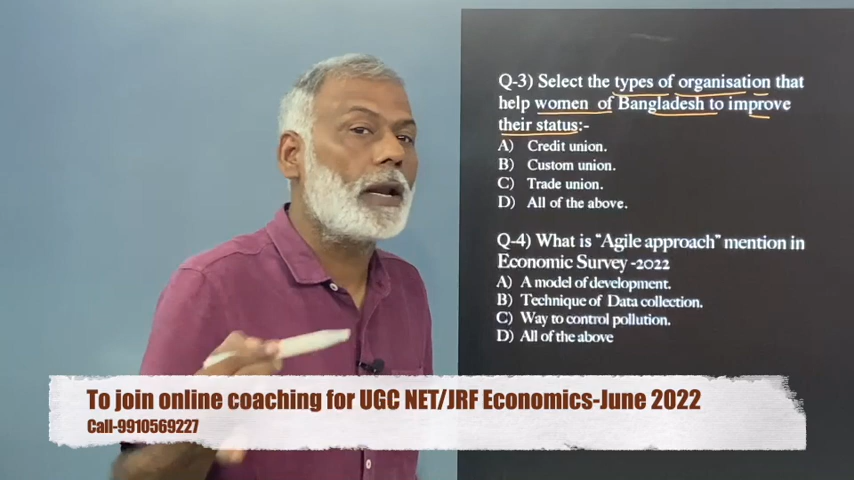 Q-3) Select the types of organisation that
help women of Bangladesh to improve
their status:-
A) Credit union.
B) Custom union.
C) Trade union.
D) All of the above.
Q-4) What is "Agile approach" mention in
Economic Survey -2022
A) A model of development.
B) Technique of Data collection.
C) Way to control pollution.
D) All of the above
To join online coaching for UGC NET/JRF Economics-June 2022
Call-9910569227